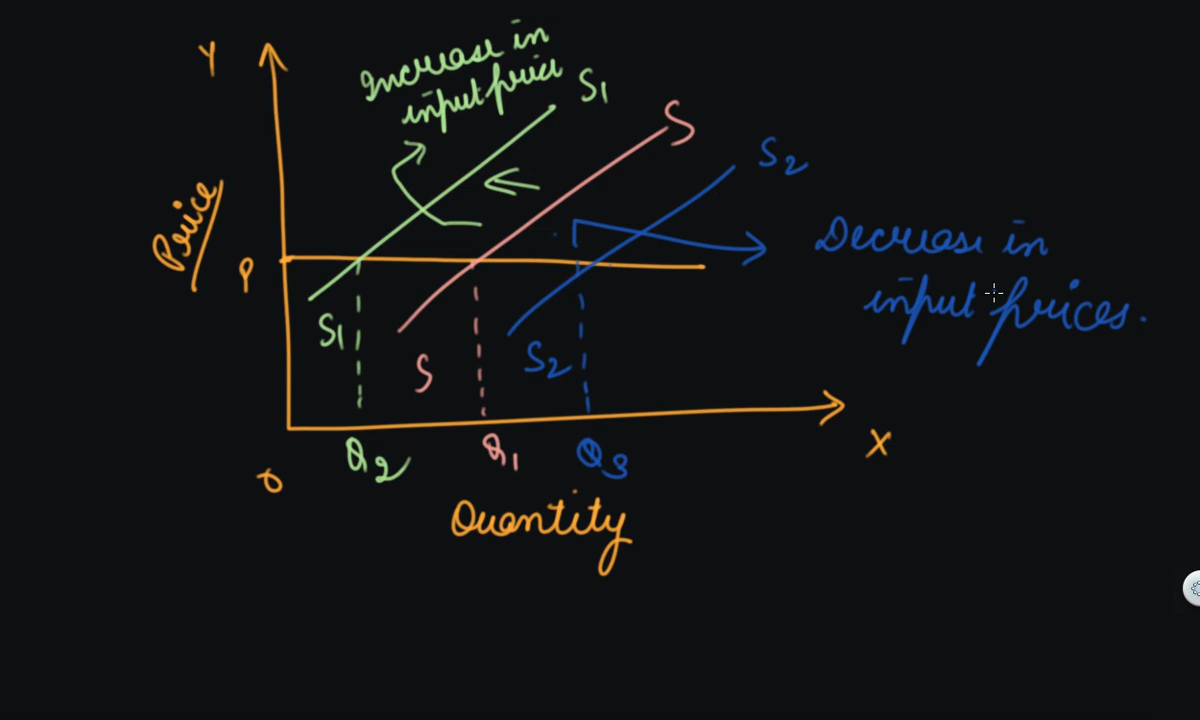 Y
Increase in
input price
S1
S
S2
Price
P
Decrease in
input prices.
S1
S
S2
Q2
Q1
Q3
X
O
Quantity